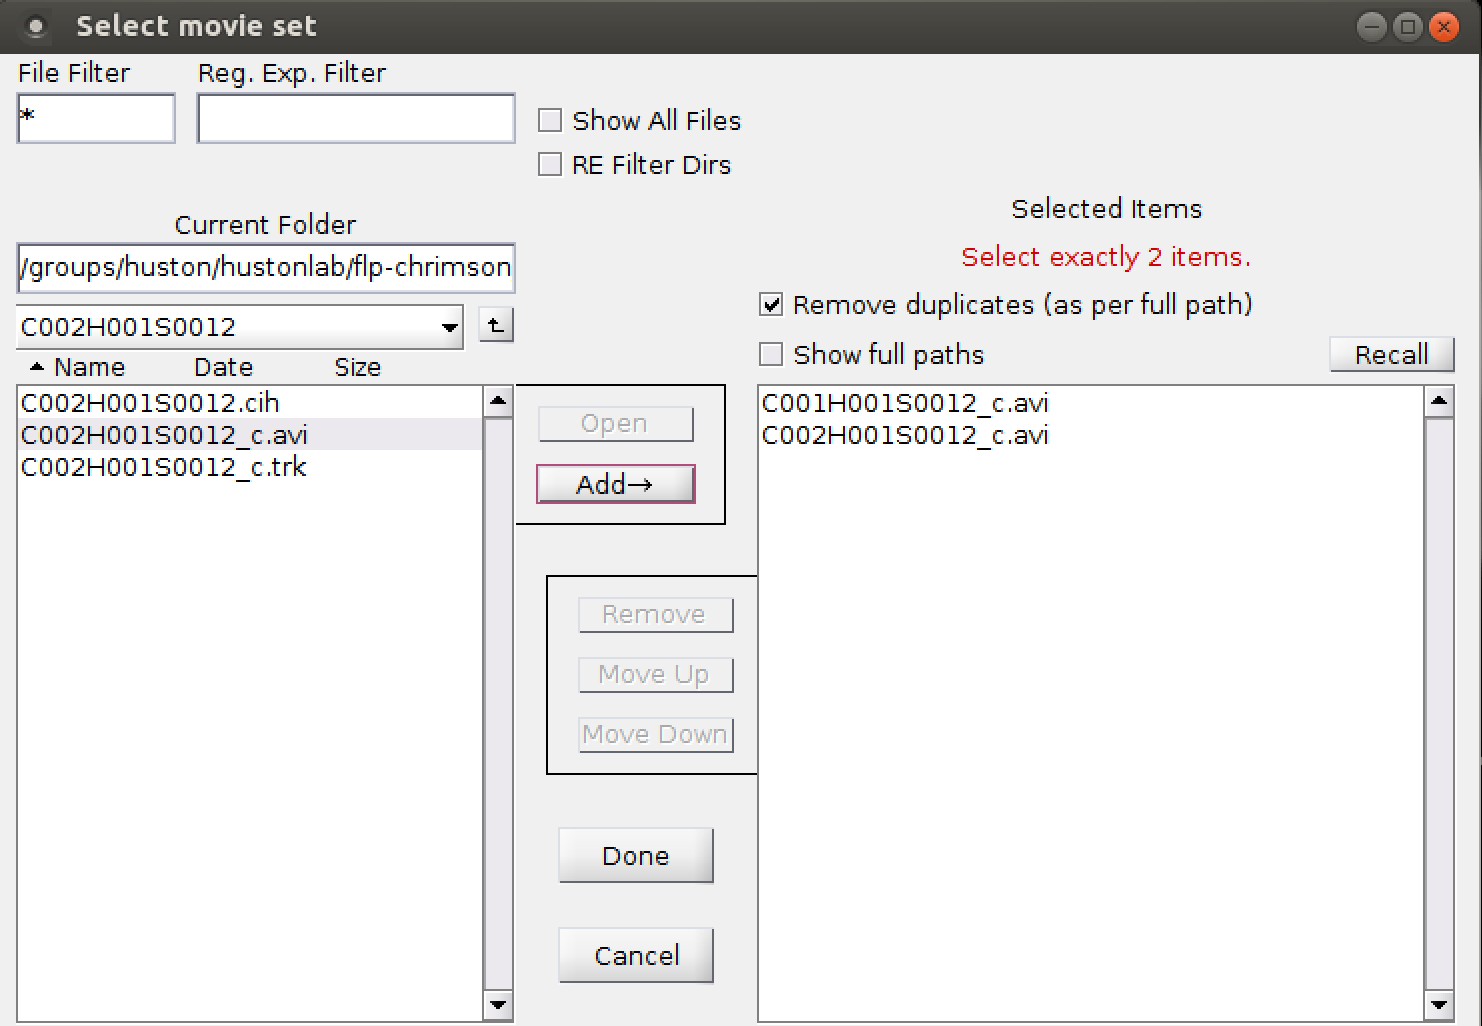 Select movie set
File Filter
Reg. Exp. Filter
*
Show All Files
RE Filter Dirs
Current Folder
/groups/huston/hustonlab/flp-chrimson
C002H001S0012
Name Date Size
C002H001S0012.cih
C002H001S0012_c.avi
C002H001S0012_c.trk
Open
Add→
Remove
Move Up
Move Down
Done
Cancel
Selected Items
Select exactly 2 items.
Remove duplicates (as per full path)
Show full paths
Recall
C001H001S0012_c.avi
C002H001S0012_c.avi